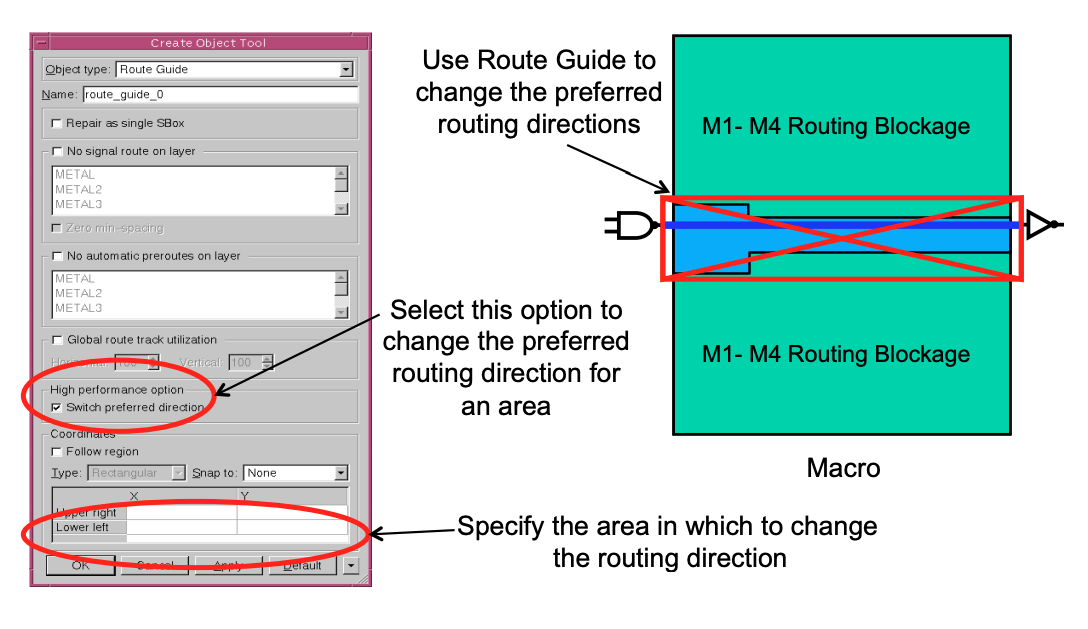 Create Object Tool
Object type: Route Guide
Name: route_guide_0
Repair as single SBox
No signal route on layer
METAL
METAL2
METAL3
Zero min-spacing
No automatic preroutes on layer
METAL
METAL2
METAL3
Global route track utilization
Horizontal: 100 Vertical: 100
High performance option
Switch preferred direction
Coordinates
Follow region
Type: Rectangular Snap to: None
X Y
Upper right
Lower left
OK Cancel Apply Default
Use Route Guide to
change the preferred
routing directions
Select this option to
change the preferred
routing direction for
an area
Specify the area in which to change
the routing direction
M1- M4 Routing Blockage
M1- M4 Routing Blockage
Macro